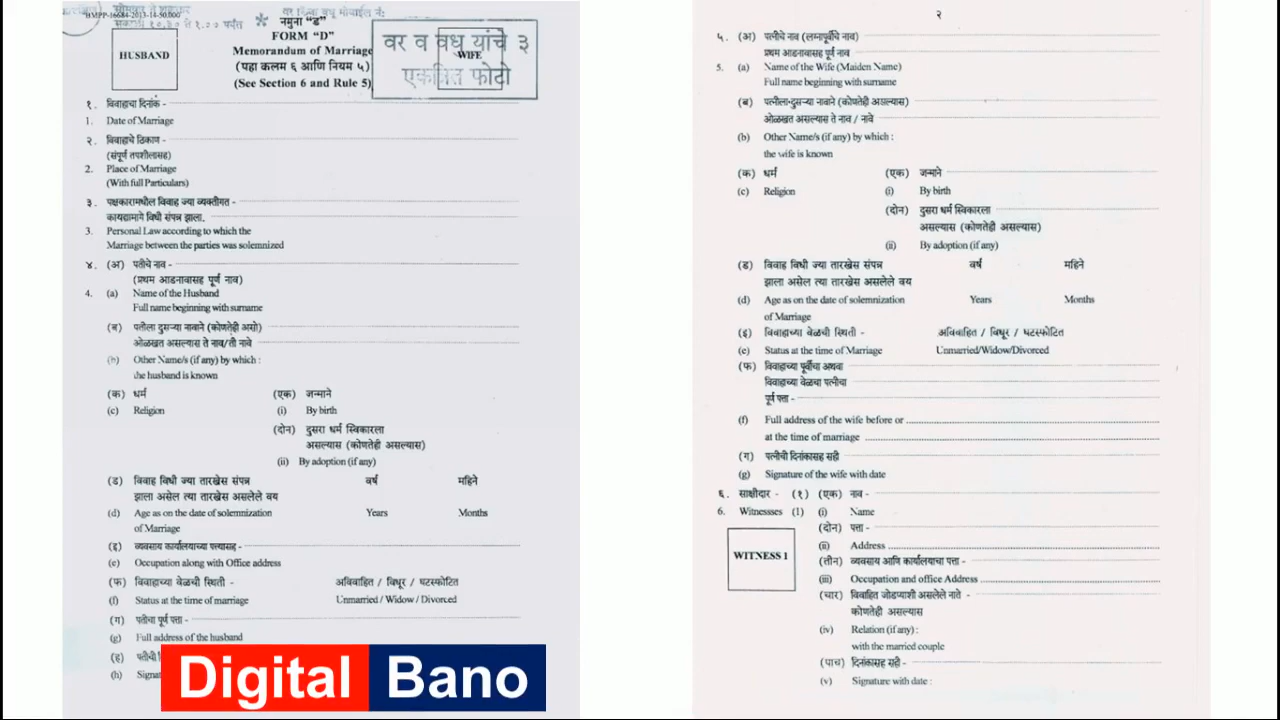 BMPP-16684-2013-14-50,000
नमुना "ड"
FORM "D"
HUSBAND
Memorandum of Marriage
(पहा कलम ६ आणि नियम ५)
(See Section 6 and Rule 5)
वर व वधु यांचे ३
WIFE
एकत्रित फोटो
१. विवाहाचा दिनांक -
1. Date of Marriage
२. विवाहाचे ठिकाण -
(संपूर्ण तपशीलासह)
2. Place of Marriage
(With full Particulars)
३. पक्षकारामधील विवाह ज्या व्यक्तीगत -
कायद्यामागे विधी संपन्न झाला.
3. Personal Law according to which the
Marriage between the parties was solemnized
४. (अ) पतीचे नाव -
(प्रथम आडनावासह पूर्ण नाव)
4. (a) Name of the Husband
Full name beginning with surname
(ब) पतीला दुसऱ्या नावाने (कोणतेही असो)
ओळखत असल्यास ते नाव/ती नावे
(b) Other Name/s (if any) by which :
the husband is known
(क) धर्म (एक) जन्माने
(c) Religion (i) By birth
(दोन) दुसरा धर्म स्विकारला
असल्यास (कोणतेही असल्यास)
(ii) By adoption (if any)
(ड) विवाह विधी ज्या तारखेस संपन्न वर्ष महिने
झाला असेल त्या तारखेस असलेले वय
(d) Age as on the date of solemnization Years Months
of Marriage
(इ) व्यवसाय कार्यालयाच्या पत्त्यासह -
(e) Occupation along with Office address
(फ) विवाहाच्या वेळची स्थिती - अविवाहित / विधूर / घटस्फोटित
(f) Status at the time of marriage Unmarried / Widow / Divorced
(ग) पतीचा पूर्ण पत्ता -
(g) Full address of the husband
(ह) पतीची
(h)
Digital Bano
२
५. (अ) पत्नीचे नाव (लग्नापूर्वीचे नाव)
प्रथम आडनावासह पूर्ण नाव
5. (a) Name of the Wife (Maiden Name)
Full name beginning with surname
(ब) पत्नीला दुसऱ्या नावाने (कोणतेही असल्यास)
ओळखत असल्यास ते नाव / नावे
(b) Other Name/s (if any) by which :
the wife is known
(क) धर्म (एक) जन्माने
(c) Religion (i) By birth
(दोन) दुसरा धर्म स्विकारला
असल्यास (कोणतेही असल्यास)
(ii) By adoption (if any)
(ड) विवाह विधी ज्या तारखेस संपन्न वर्ष महिने
झाला असेल त्या तारखेस असलेले वय
(d) Age as on the date of solemnization Years Months
of Marriage
(इ) विवाहाच्या वेळची स्थिती - अविवाहित / विधूर / घटस्फोटित
(e) Status at the time of Marriage Unmarried/Widow/Divorced
(फ) विवाहाच्या पूर्वीचा अथवा
विवाहाच्या वेळचा पत्नीचा
पूर्ण पत्ता -
(f) Full address of the wife before or
at the time of marriage
(ग) पत्नीची दिनांकासह सही
(g) Signature of the wife with date
६. साक्षीदार - (१) (एक) नाव -
6. Witnessses (1) (i) Name
(दोन) पत्ता -
WITNESS 1
(ii) Address
(तीन) व्यवसाय आणि कार्यालयाचा पत्ता -
(iii) Occupation and office Address
(चार) विवाहित जोडप्याशी असलेले नाते -
कोणतेही असल्यास
(iv) Relation (if any) :
with the married couple
(पाच) दिनांकासह सही -
(v) Signature with date :